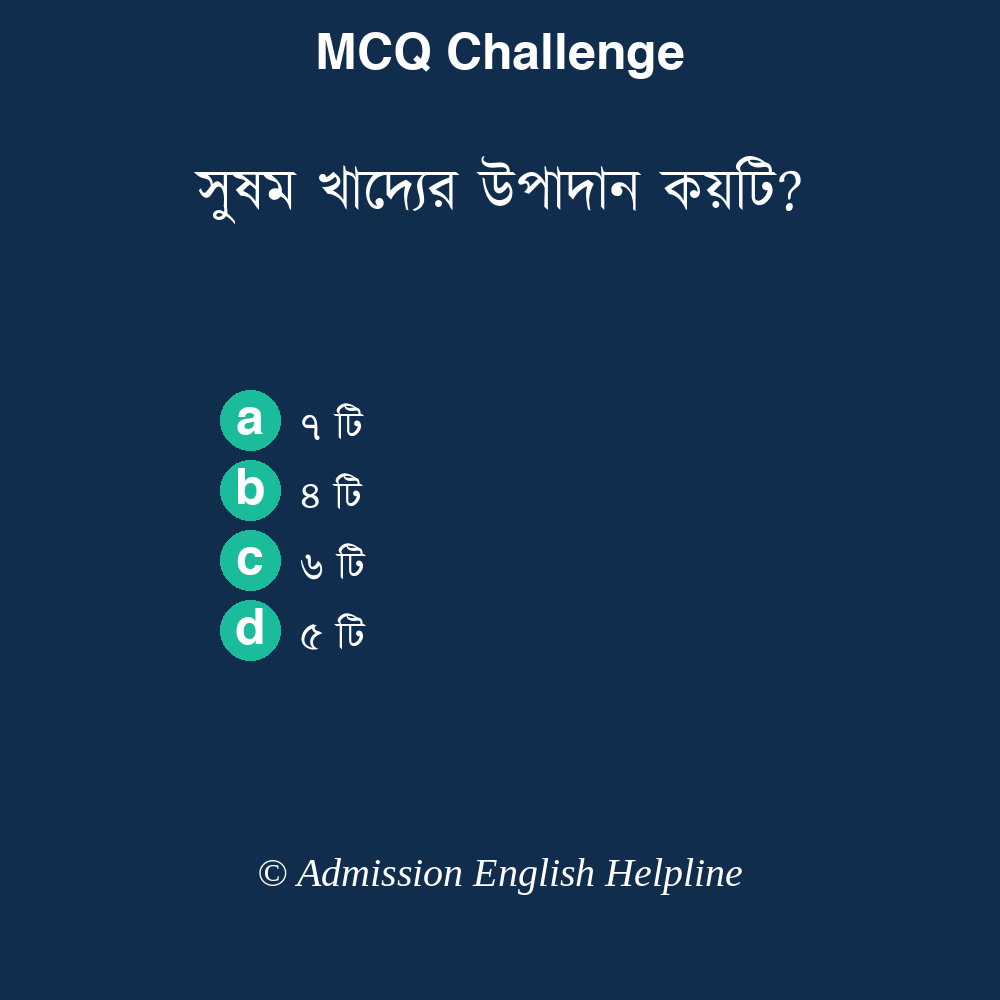 MCQ Challenge
সুষম খাদ্যের উপাদান কয়টি?
a ৭ টি
b ৪ টি
c ৬ টি
d ৫ টি
© Admission English Helpline